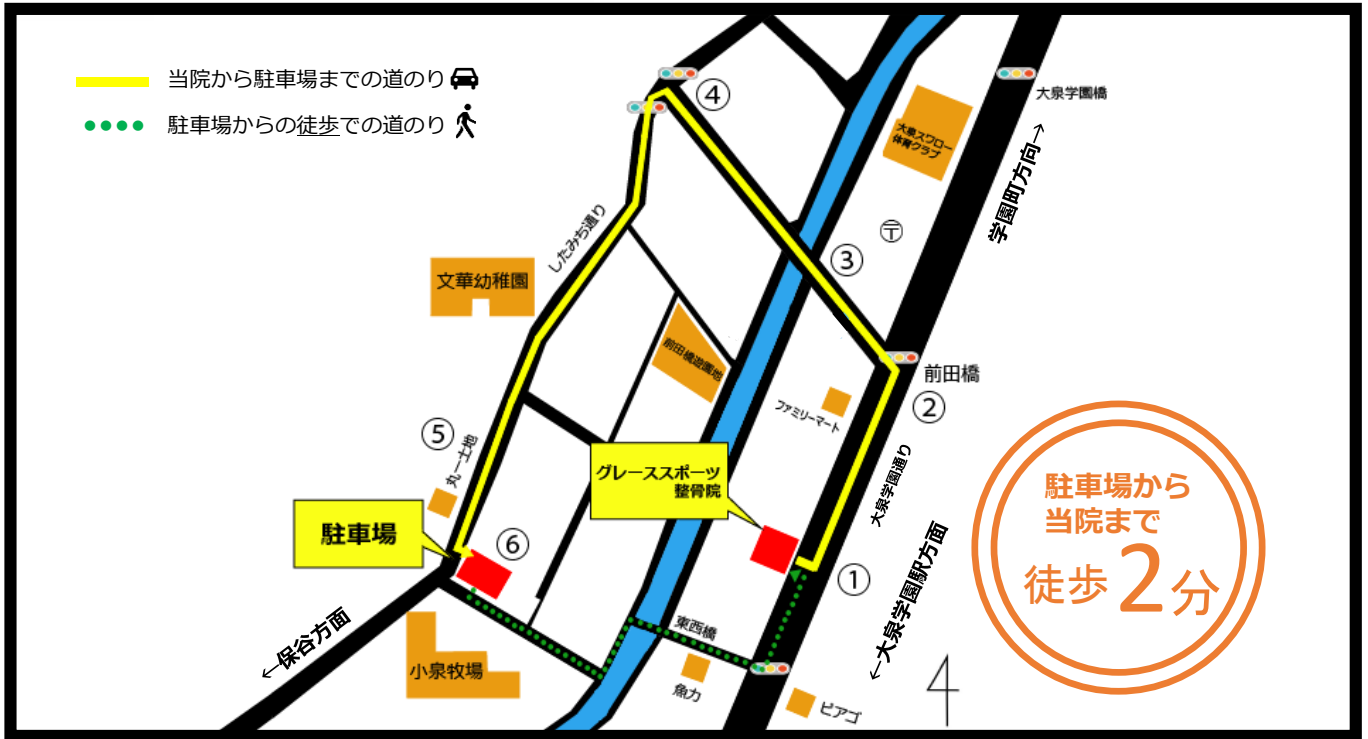 当院から駐車場までの道のり
駐車場からの徒歩での道のり
④
大泉学園橋
大泉スワロー
体育クラブ
学園町方向→
〒
③
したみち通り
文華幼稚園
前田橋遊園地
前田橋
②
ファミリーマート
⑤
丸一土地
グレーススポーツ
整骨院
大泉学園通り
駐車場
⑥
①
←大泉学園駅方面
駐車場から
当院まで
徒歩2分
←保谷方面
東西橋
小泉牧場
魚力
ピアゴ
4